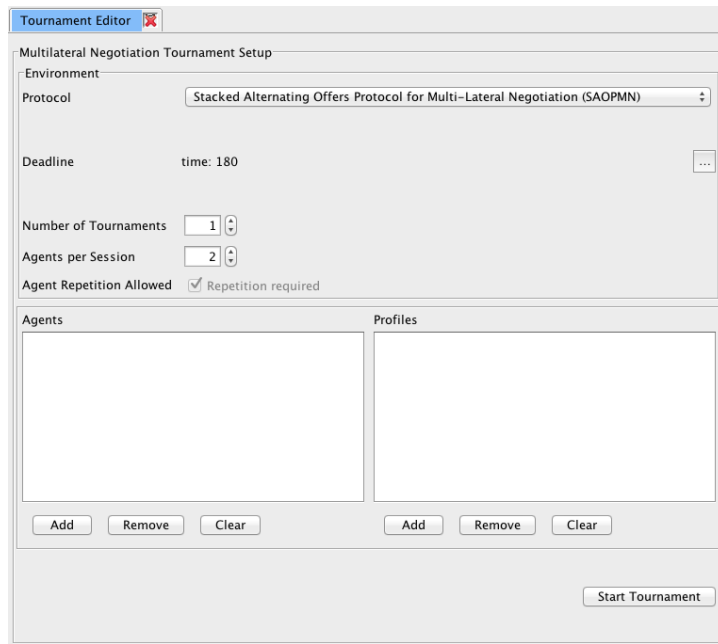 Tournament Editor
Multilateral Negotiation Tournament Setup
Environment
Protocol Stacked Alternating Offers Protocol for Multi-Lateral Negotiation (SAOPMN)
Deadline time: 180 ...
Number of Tournaments 1
Agents per Session 2
Agent Repetition Allowed Repetition required
Agents Profiles
Add Remove Clear Add Remove Clear
Start Tournament